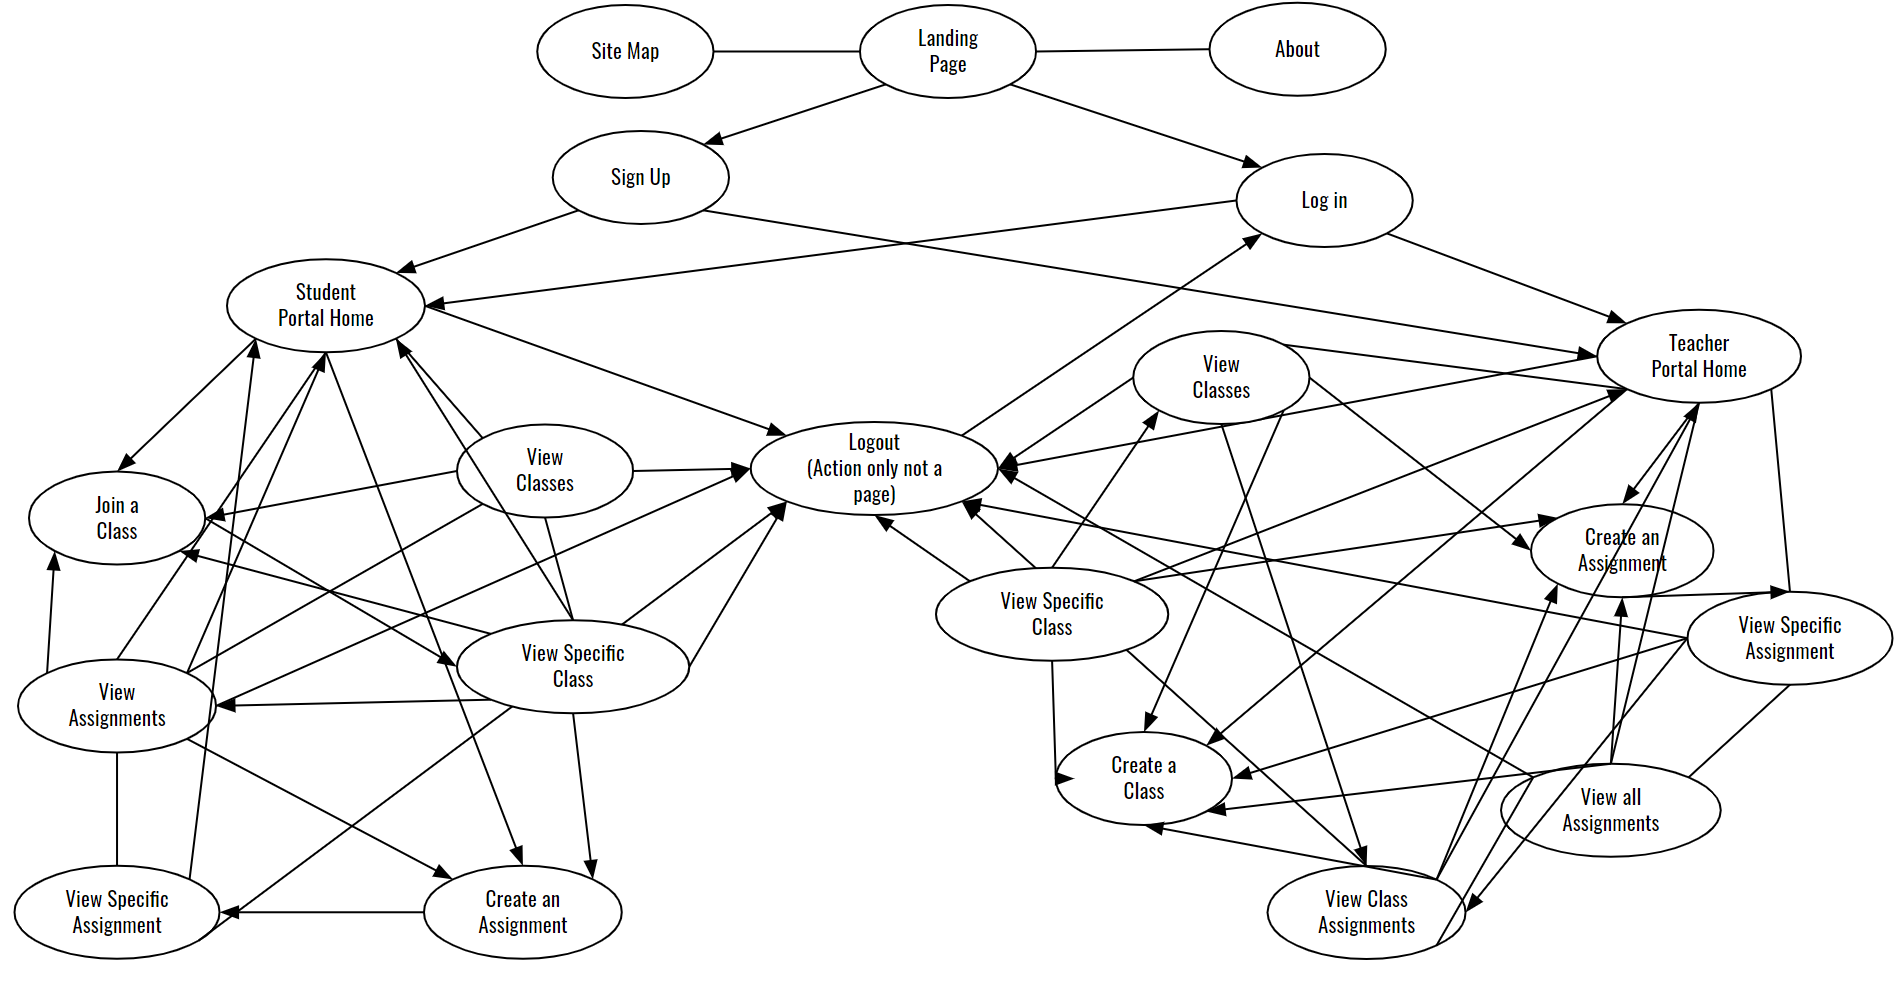 Site Map
Landing
Page
About
Sign Up
Log in
Student
Portal Home
Teacher
Portal Home
View
Classes
View
Classes
Logout
(Action only not a
page)
Join a
Class
Create an
Assignment
View Specific
Class
View Specific
Class
View Specific
Assignment
View
Assignments
Create a
Class
View all
Assignments
View Specific
Assignment
Create an
Assignment
View Class
Assignments